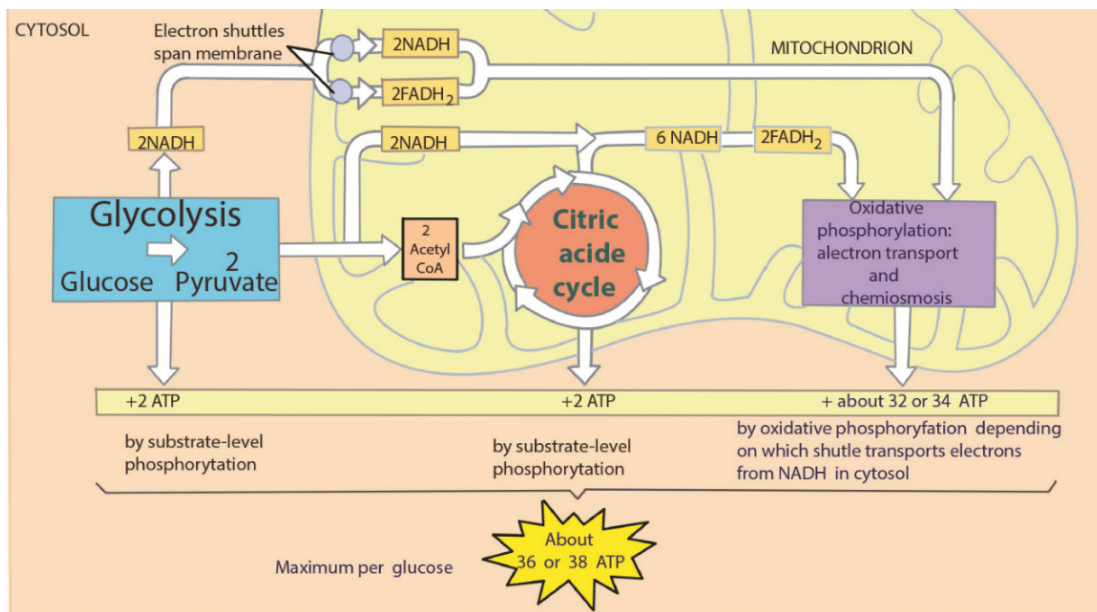 CYTOSOL
Electron shuttles
span membrane
2NADH
2FADH2
MITOCHONDRION
2NADH
2NADH
6 NADH
2FADH2
Glycolysis
Glucose
2
Pyruvate
2
Acetyl
CoA
Citric
acide
cycle
Oxidative
phosphorylation:
alectron transport
and
chemiosmosis
+2 ATP
+2 ATP
+ about 32 or 34 ATP
by substrate-level
phosphorytation
by substrate-level
phosphorytation
by oxidative phosphoryfation depending
on which shutle transports electrons
from NADH in cytosol
Maximum per glucose
About
36 or 38 ATP